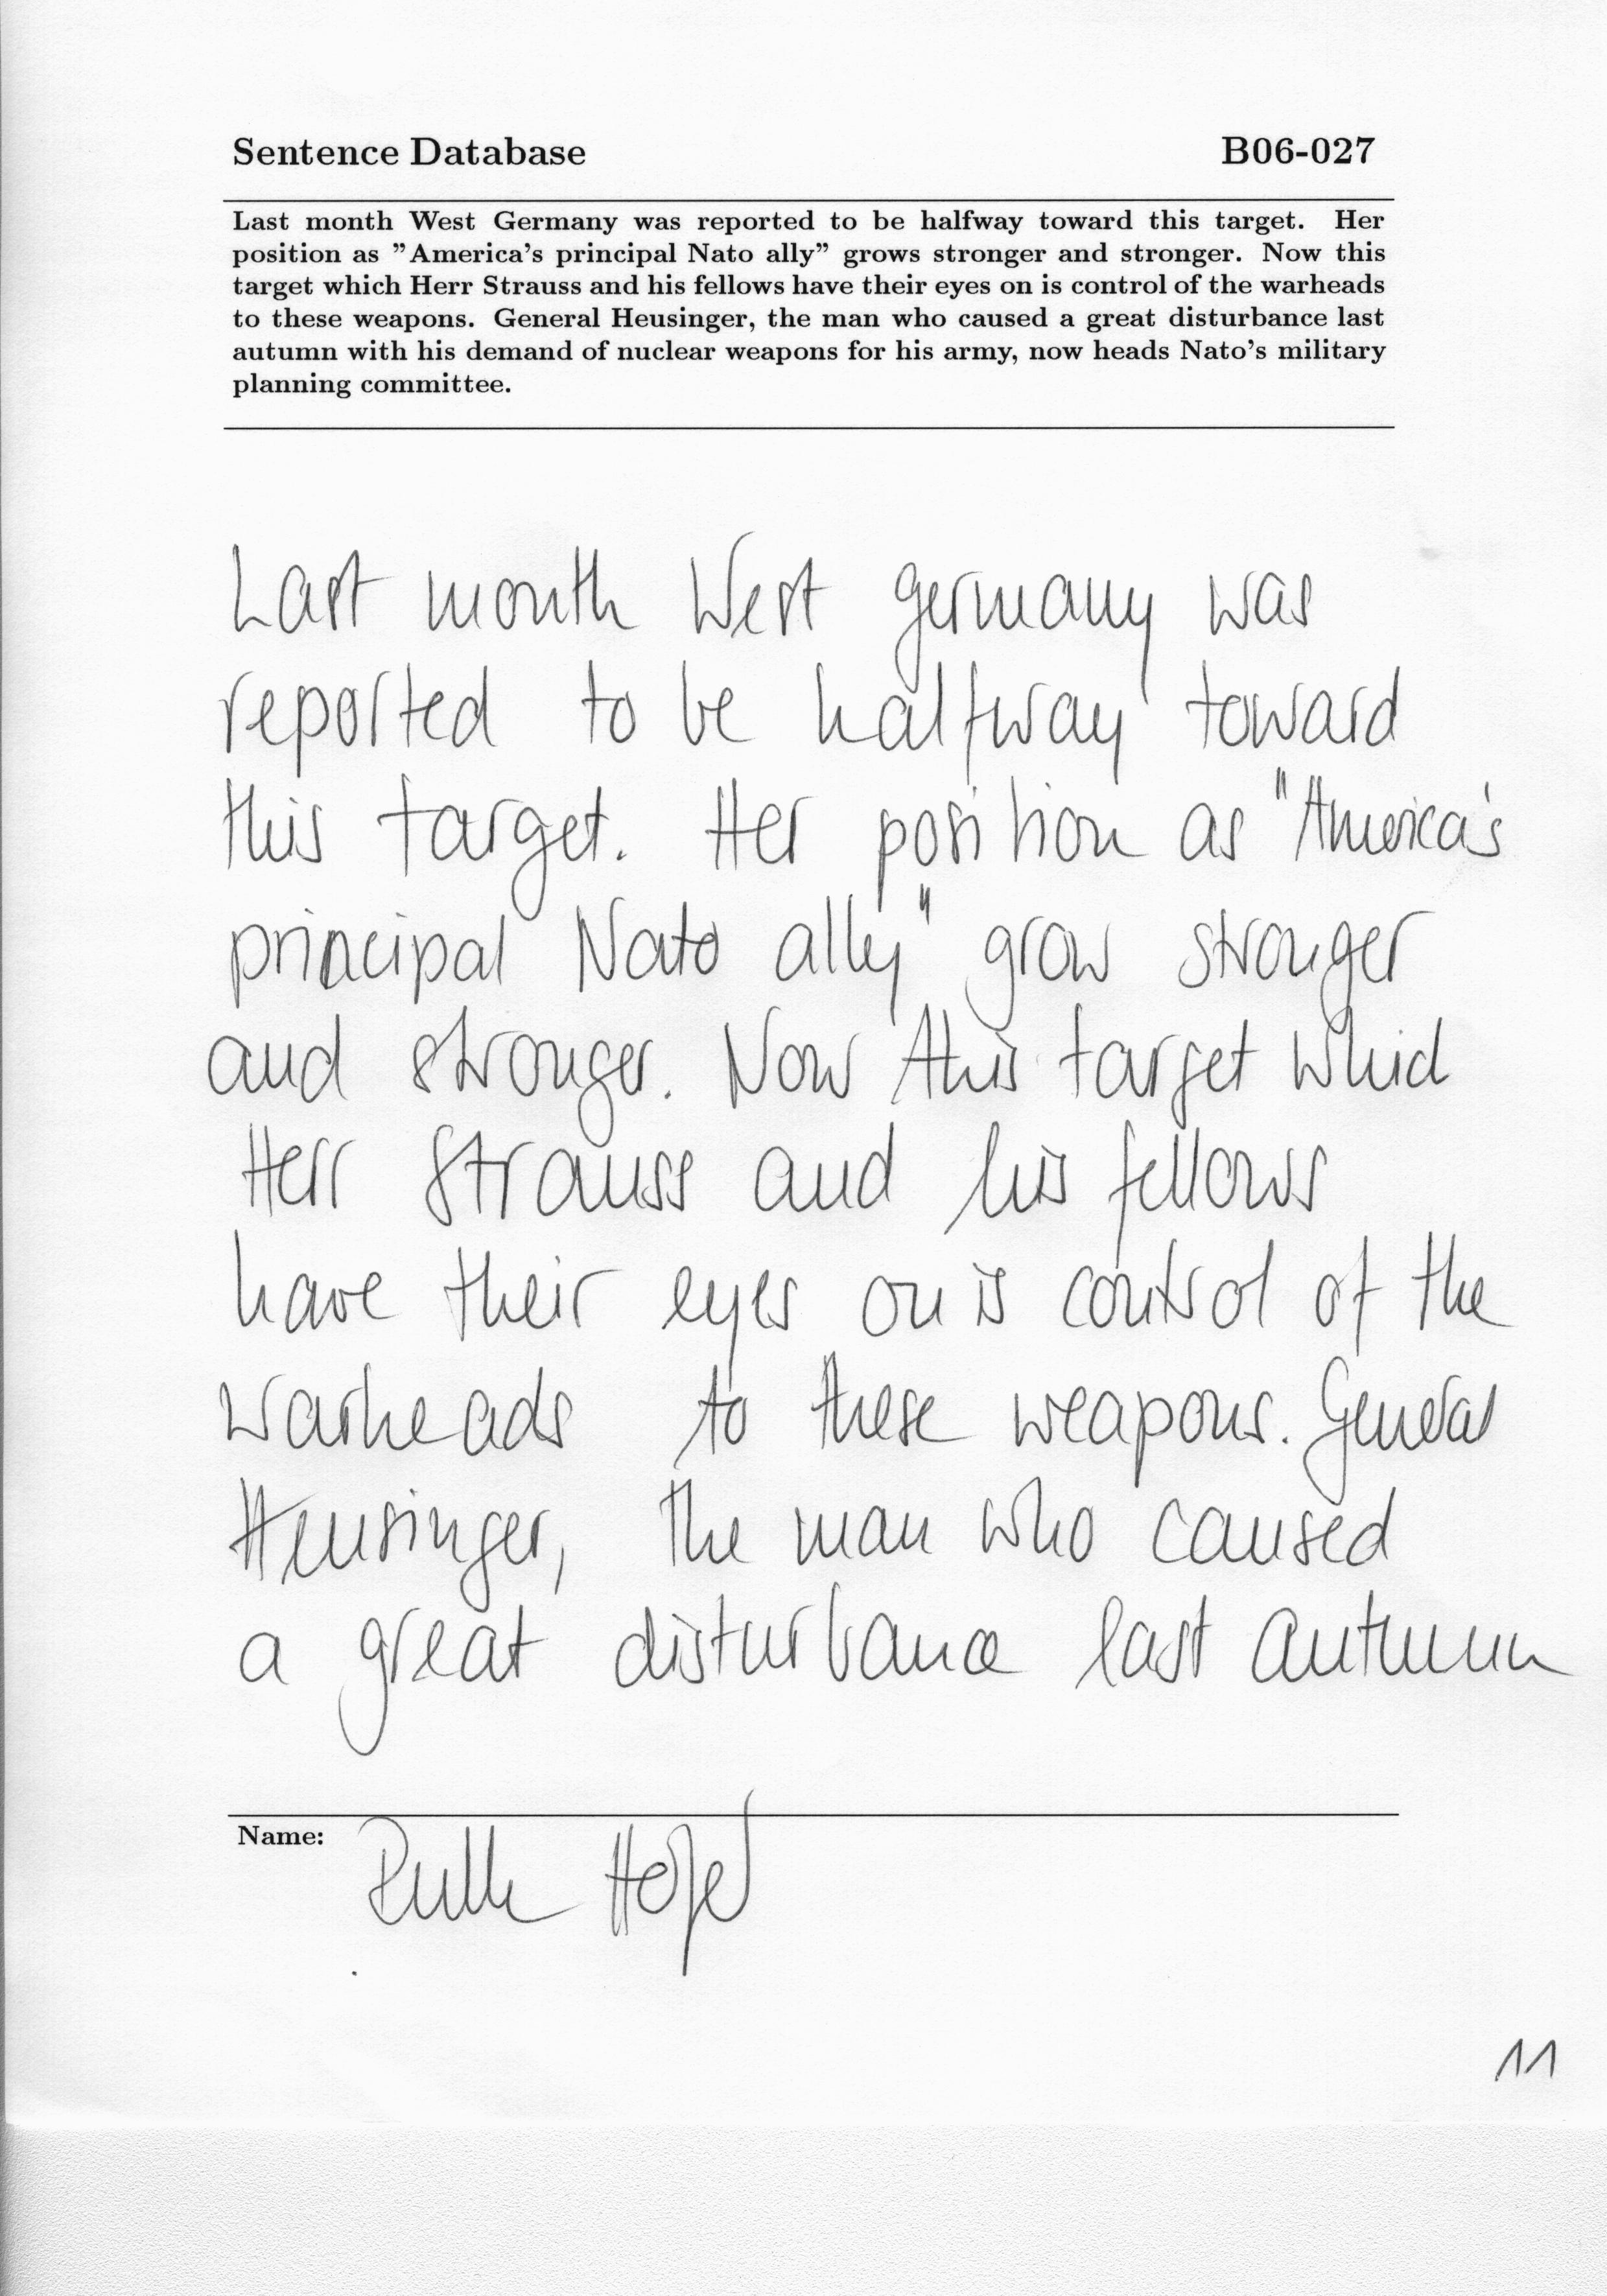 Sentence Database B06-027
Last month West Germany was reported to be halfway toward this target. Her
position as "America's principal Nato ally" grows stronger and stronger. Now this
target which Herr Strauss and his fellows have their eyes on is control of the warheads
to these weapons. General Heusinger, the man who caused a great disturbance last
autumn with his demand of nuclear weapons for his army, now heads Nato's military
planning committee.
Last month West Germany was
reported to be halfway toward
this target. Her position as "America's
principal Nato ally" grow stronger
and stronger. Now this target which
Herr Strauss and his fellows
have their eyes on is control of the
warheads to these weapons. General
Heusinger, the man who caused
a great disturbance last autumn
Name:
11